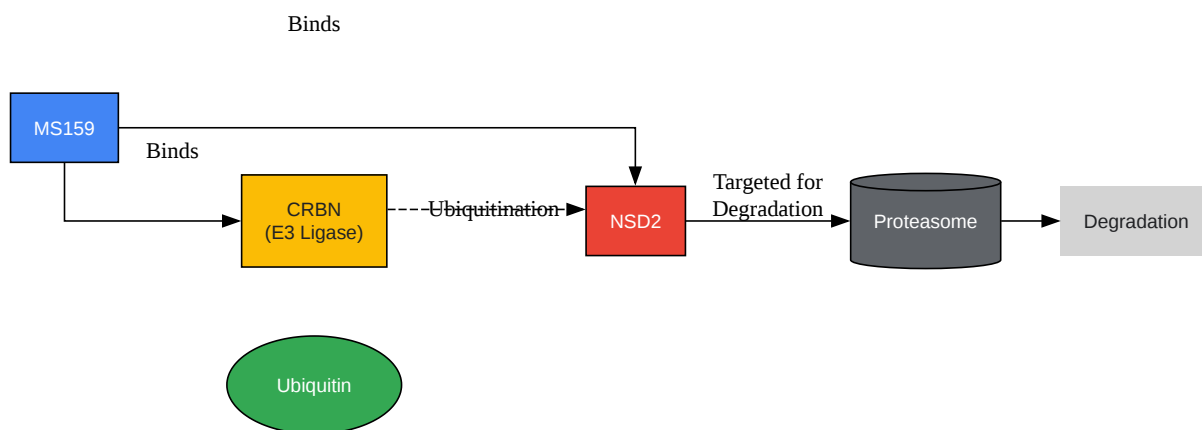 Binds
MS159
Binds
CRBN
(E3 Ligase)
Ubiquitination
NSD2
Targeted for
Degradation
Proteasome
Degradation
Ubiquitin